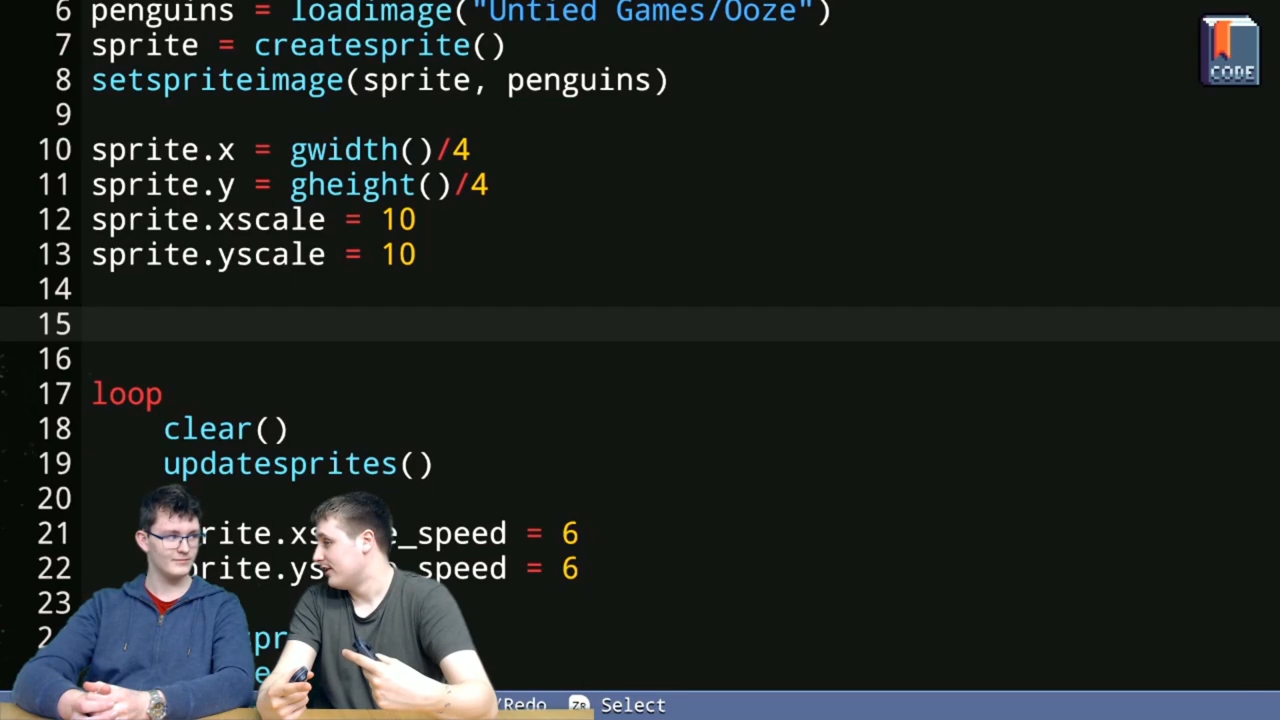 6 penguins = loadimage("Untied Games/Ooze")
7 sprite = createsprite()
8 setspriteimage(sprite, penguins)
9
10 sprite.x = gwidth()/4
11 sprite.y = gheight()/4
12 sprite.xscale = 10
13 sprite.yscale = 10
14
15
16
17 loop
18 clear()
19 updatesprites()
20
21 = 6
22 = 6
23
/Redo ZR Select
CODE